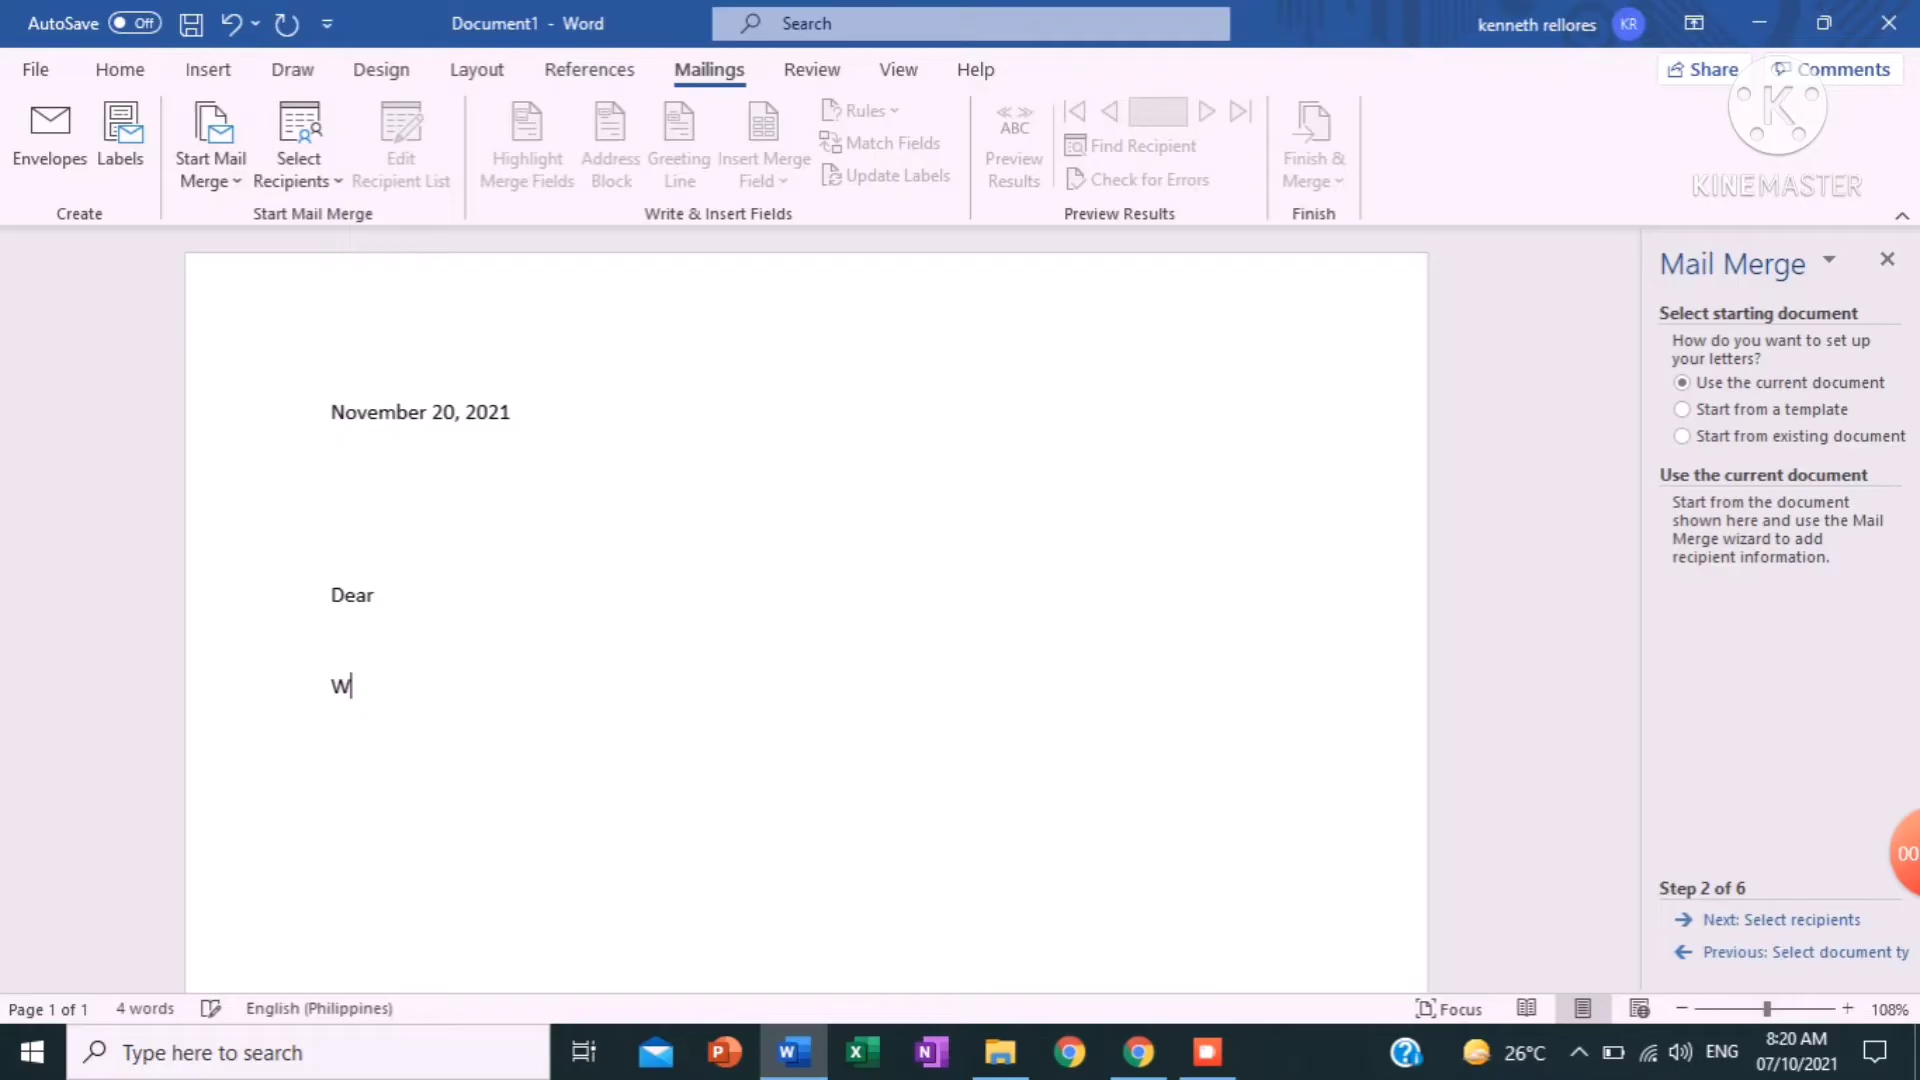 AutoSave Off Document1 - Word Search kenneth rellores KR
File Home Insert Draw Design Layout References Mailings Review View Help Share Comments
Envelopes Labels
Start Mail Merge Select Recipients Edit Recipient List
Highlight Merge Fields Address Block Greeting Line Insert Merge Field
Rules
Match Fields
Update Labels
ABC
Preview Results
Find Recipient
Check for Errors
Finish & Merge
K
KINEMASTER
Create Start Mail Merge Write & Insert Fields Preview Results Finish
Mail Merge
Select starting document
How do you want to set up
your letters?
Use the current document
Start from a template
Start from existing document
Use the current document
Start from the document
shown here and use the Mail
Merge wizard to add
recipient information.
November 20, 2021
Dear
W
00
Step 2 of 6
Next: Select recipients
Previous: Select document ty
Page 1 of 1 4 words English (Philippines) Focus 108%
Type here to search
26°C ENG 8:20 AM
07/10/2021